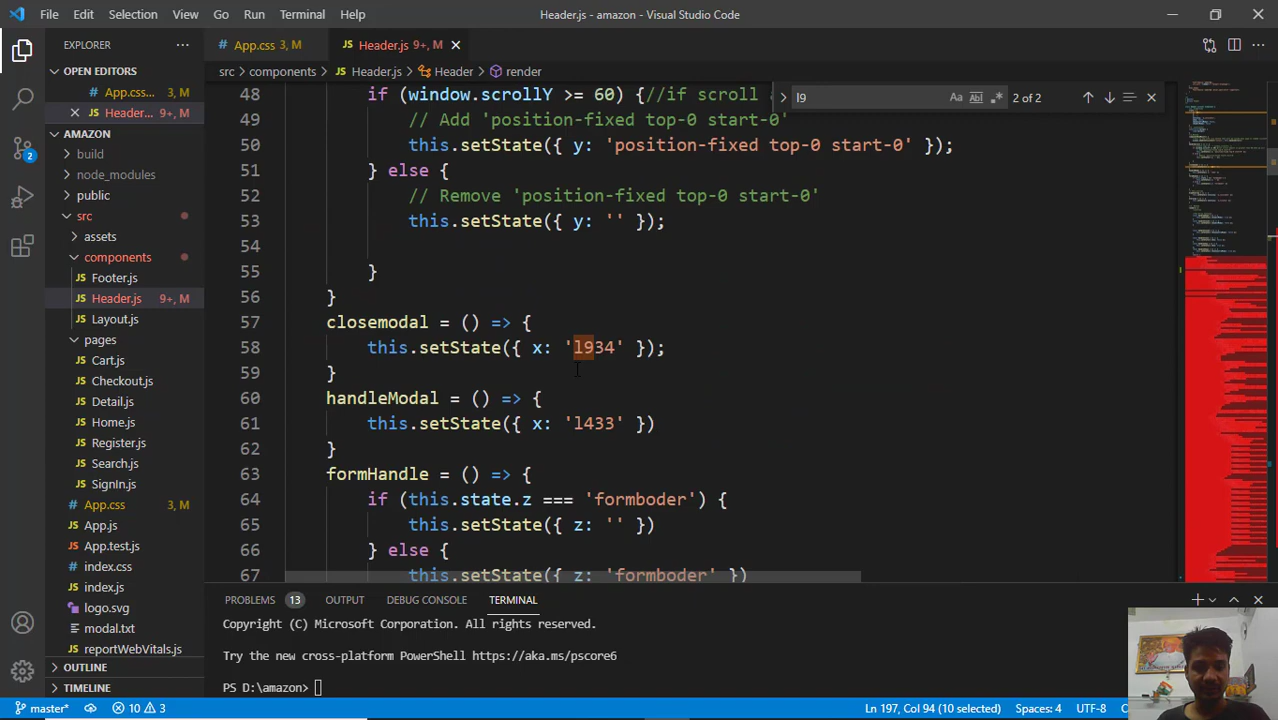 File Edit Selection View Go Run Terminal Help Header.js - amazon - Visual Studio Code
EXPLORER
App.css 3, M
Header.js 9+, M
OPEN EDITORS
src components Header.js Header render
App.css... 2, M
Header... 9+, M
l9
2 of 2
AMAZON
build
node_modules
public
src
assets
components
Footer.js
Header.js 9+, M
Layout.js
pages
Cart.js
Checkout.js
Detail.js
Home.js
Register.js
Search.js
SignIn.js
App.css 3, M
App.js
App.test.js
index.css
index.js
logo.svg
modal.txt
reportWebVitals.js
OUTLINE
TIMELINE
2
48 if (window.scrollY >= 60) {//if scroll
49 // Add 'position-fixed top-0 start-0'
50 this.setState({ y: 'position-fixed top-0 start-0' });
51 } else {
52 // Remove 'position-fixed top-0 start-0'
53 this.setState({ y: '' });
54
55 }
56 }
57 closemodal = () => {
58 this.setState({ x: 'l934' });
59 }
60 handleModal = () => {
61 this.setState({ x: 'l433' })
62 }
63 formHandle = () => {
64 if (this.state.z === 'formboder') {
65 this.setState({ z: '' })
66 } else {
67 this.setState({ z: 'formboder' })
PROBLEMS 13 OUTPUT DEBUG CONSOLE TERMINAL
Copyright (C) Microsoft Corporation. All rights reserved.
Try the new cross-platform PowerShell https://aka.ms/pscore6
PS D:\amazon>
master* 10 3 Ln 197, Col 94 (10 selected) Spaces: 4 UTF-8